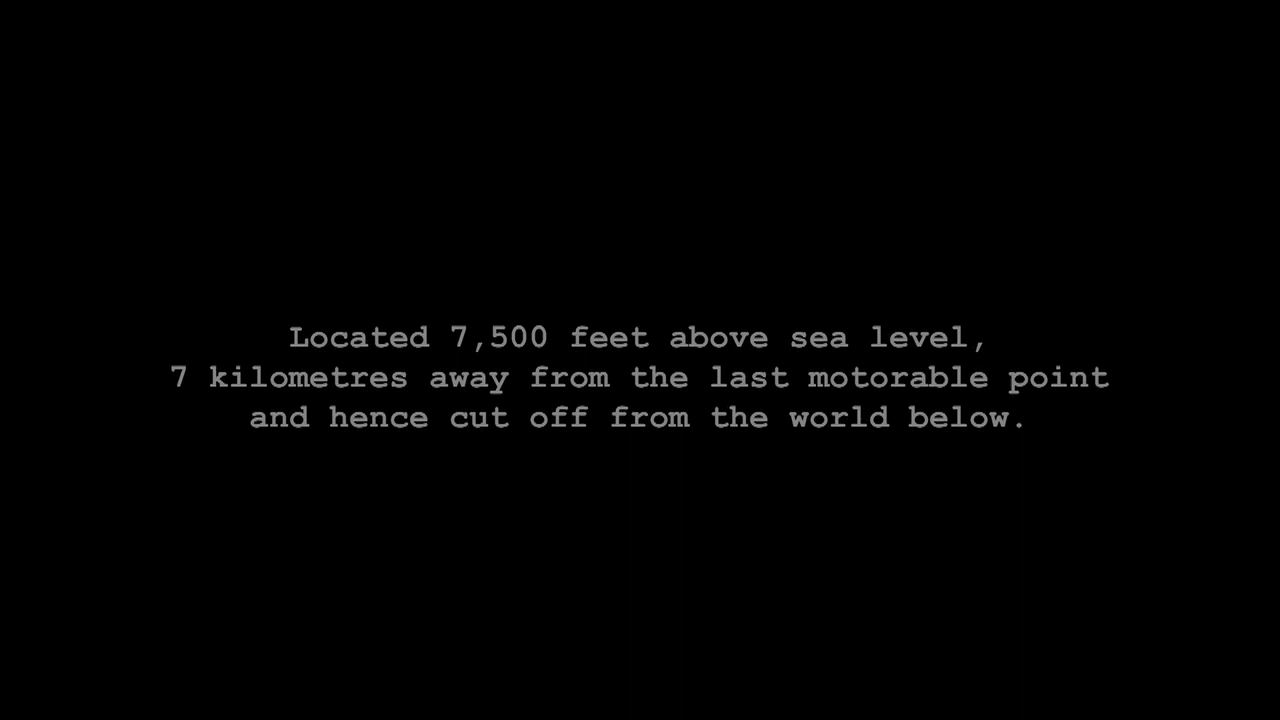 Located 7,500 feet above sea level,
7 kilometres away from the last motorable point
and hence cut off from the world below.